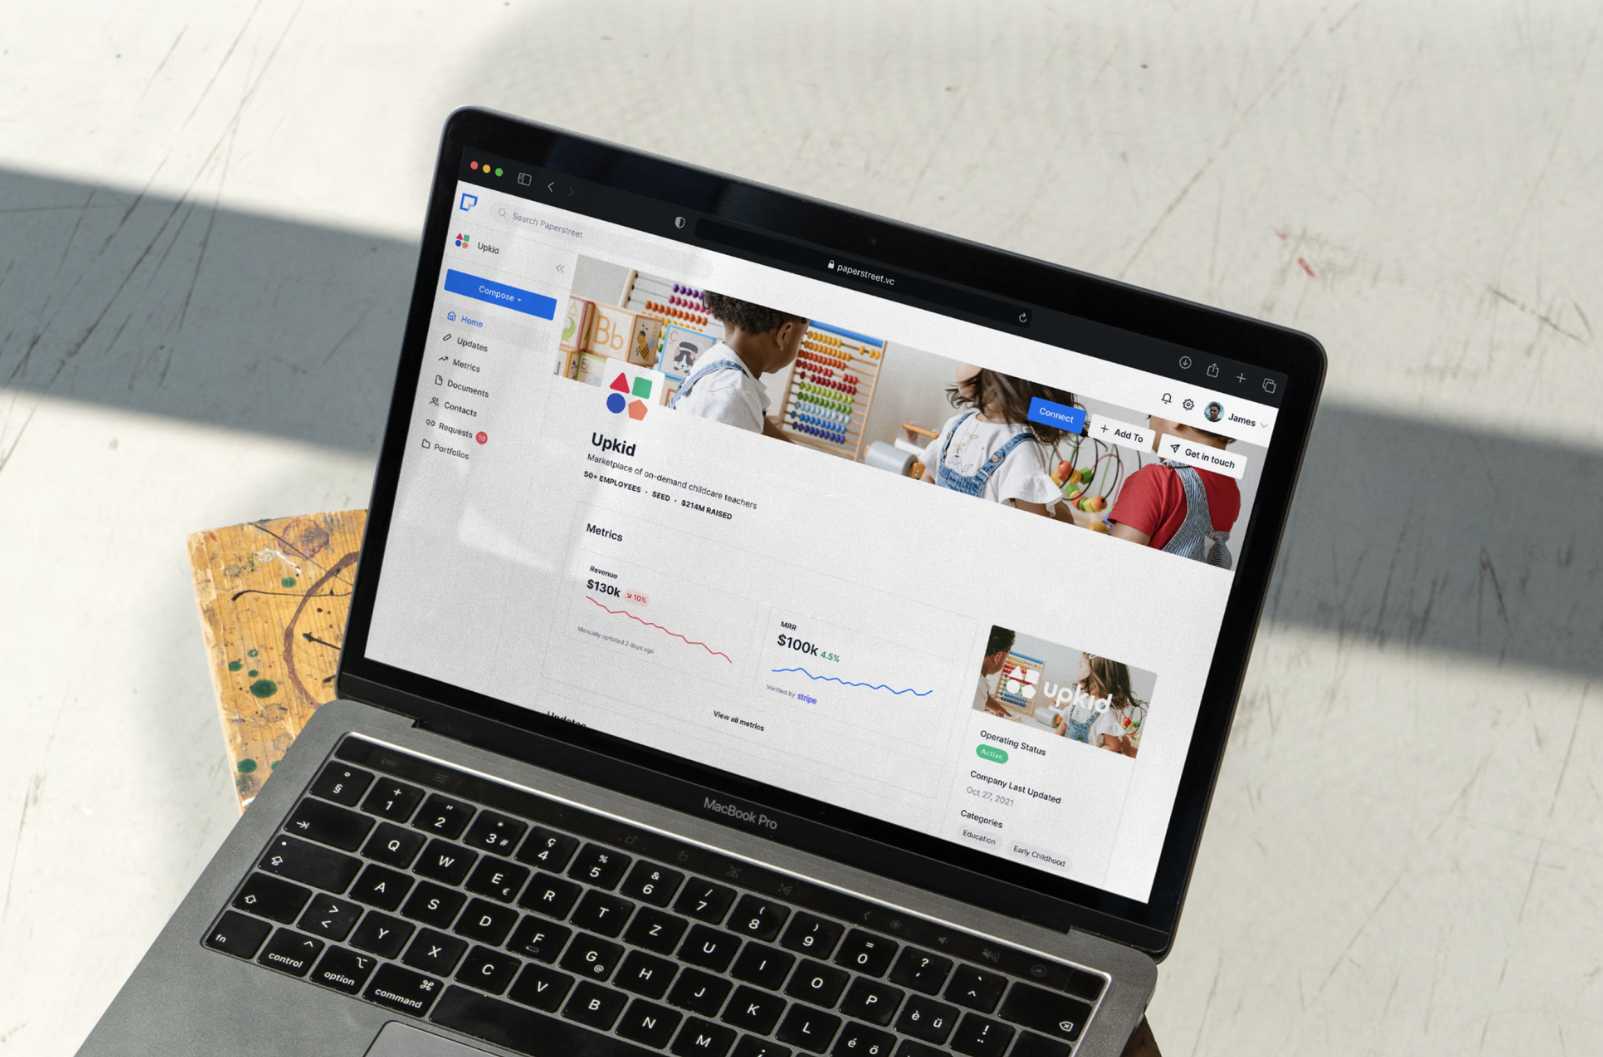 Search Paperstreet
paperstreet.vc
Upkid
Compose
Home
Updates
Metrics
Documents
Contacts
Requests 10
Portfolios
James
Bb
C
Connect
+ Add To
Get in touch
Upkid
Marketplace of on-demand childcare teachers
50+ EMPLOYEES · SEED · $214M RAISED
Metrics
Revenue
$130k 10%
Manually updated 2 days ago
MRR
$100k 4.5%
Verified by stripe
View all metrics
Updates
upkid
Operating Status
Active
Company Last Updated
Oct 27, 2021
Categories
Education
Early Childhood
MacBook Pro
esc
° §
+ 1
" 2
* 3 #
ç 4
% 5
& 6
/ 7
( 8
) 9
= 0
? '
` ^
Q W E € R T Z U I O P è ü !
A S D F G @ H J K L é ö
> < Y X C V B N M ;
fn
control
option
command